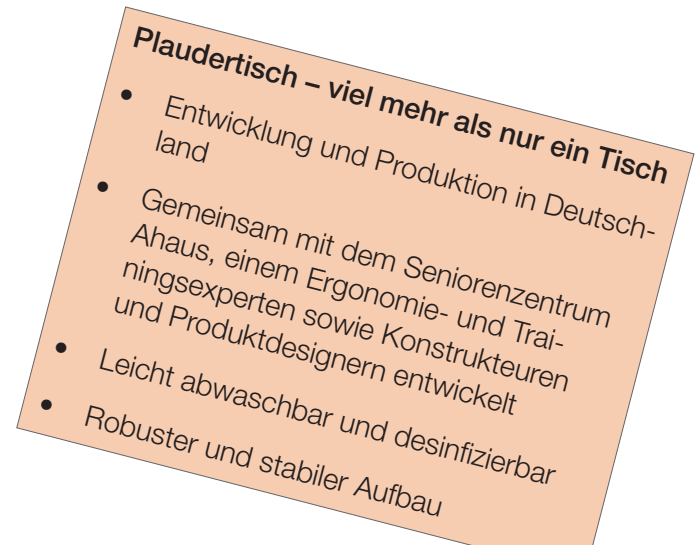 Plaudertisch – viel mehr als nur ein Tisch
• Entwicklung und Produktion in Deutsch-
land
• Gemeinsam mit dem Seniorenzentrum
Ahaus, einem Ergonomie- und Trai-
ningsexperten sowie Konstrukteuren
und Produktdesignern entwickelt
• Leicht abwaschbar und desinfizierbar
• Robuster und stabiler Aufbau